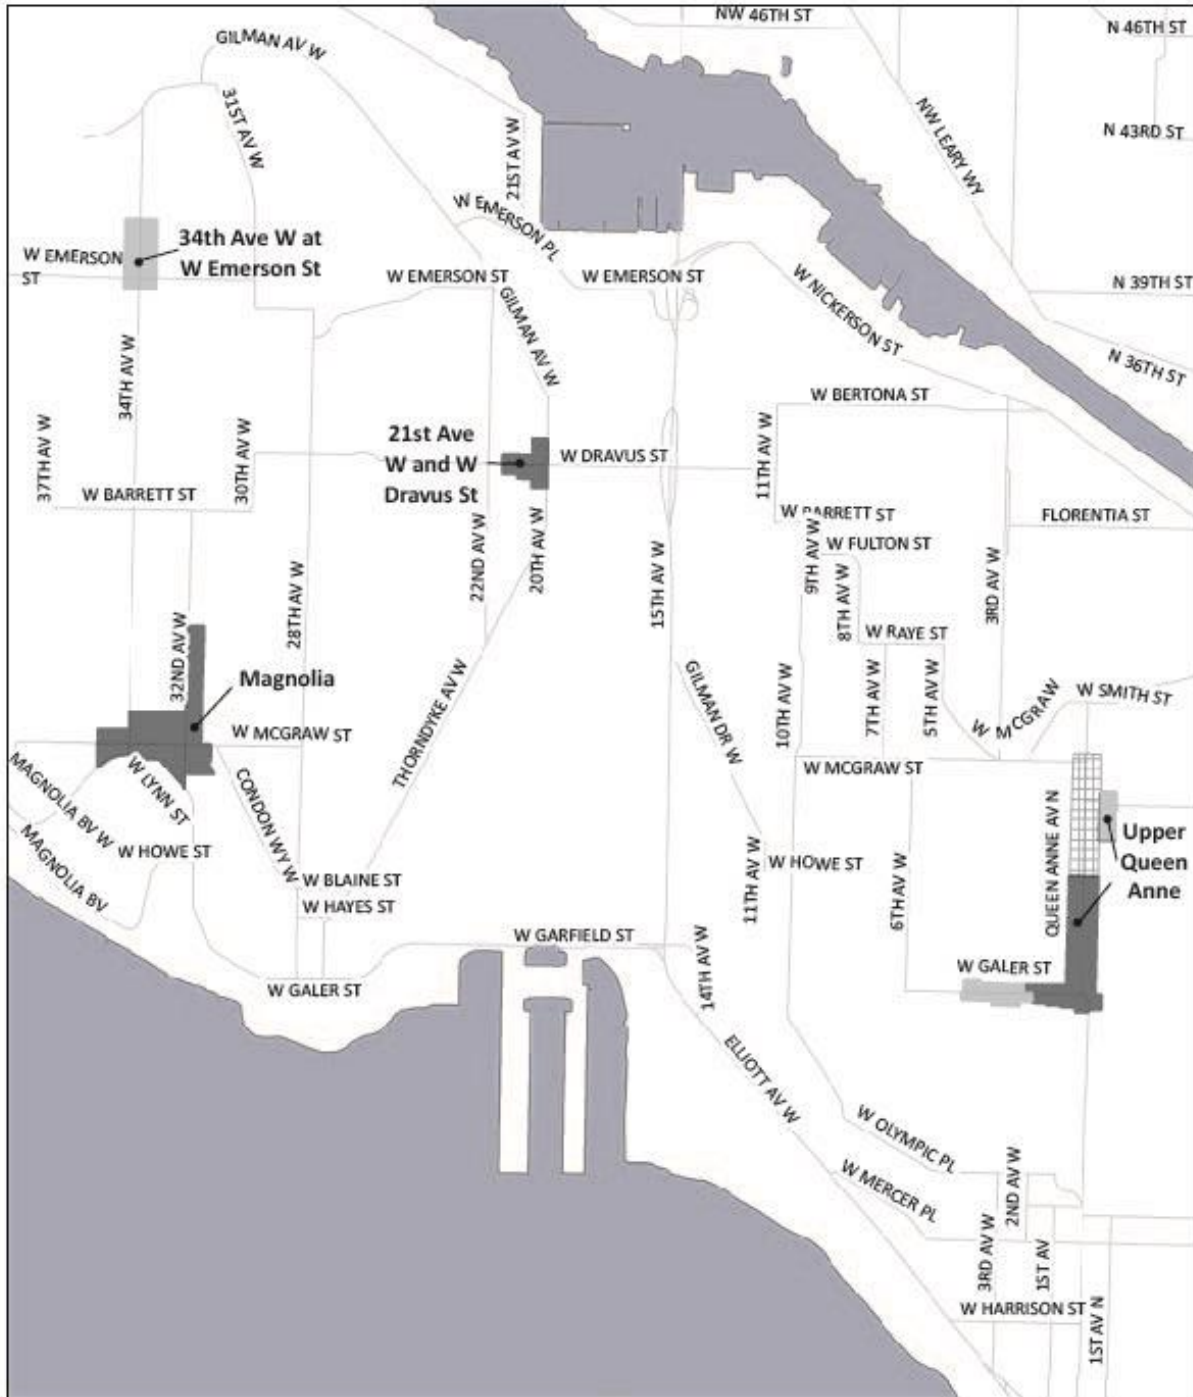 NW 46TH ST
N 46TH ST
GILMAN AV W
31ST AV W
21ST AV W
NW LEARY WY
N 43RD ST
W EMERSON PL
W EMERSON
ST
34th Ave W at
W Emerson St
W EMERSON ST
W EMERSON ST
N 39TH ST
GILMAN AV W
W NICKERSON ST
N 36TH ST
34TH AV W
W BERTONA ST
37TH AV W
30TH AV W
21st Ave
W and W
Dravus St
W DRAVUS ST
11TH AV W
W BARRETT ST
W BARRETT ST
FLORENTIA ST
W FULTON ST
9TH AV W
8TH AV W
3RD AV W
22ND AV W
20TH AV W
15TH AV W
28TH AV W
32ND AV W
W RAYE ST
Magnolia
GILMAN DR W
10TH AV W
7TH AV W
5TH AV W
W MCGRAW
W SMITH ST
W MCGRAW ST
THORNDYKE AV W
W MCGRAW ST
W LYNN ST
MAGNOLIA BV W
CONDON WY W
Upper
Queen
Anne
QUEEN ANNE AV N
MAGNOLIA BV
W HOWE ST
W HOWE ST
W BLAINE ST
W HAYES ST
11TH AV W
6TH AV W
W GARFIELD ST
14TH AV W
W GALER ST
W GALER ST
ELLIOTT AV W
W OLYMPIC PL
W MERCER PL
2ND AV W
3RD AV W
1ST AV
W HARRISON ST
1ST AV N